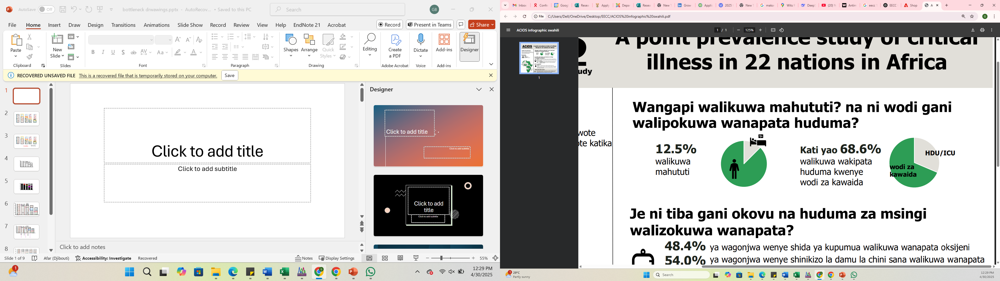 AutoSave Off bottleneck drwawings.pptx - AutoRecov... • Saved to this PC Search GB
File Home Insert Draw Design Transitions Animations Slide Show Record Review View Help EndNote 21 Acrobat Record Present in Teams Share
Paste New Slide Shapes Arrange Quick Styles Editing Create a PDF Dictate Add-ins Designer
Clipboard Slides Font Paragraph Drawing Adobe Acrobat Voice Add-ins
RECOVERED UNSAVED FILE This is a recovered file that is temporarily stored on your computer. Save
1
2
3
4
5
6
7
8
Click to add title
Click to add subtitle
Click to add notes
Designer
Click to add title
Click to add subtitle
Click to add
title
Click to add subtitle
Slide 1 of 9 Afar (Djibouti) Accessibility: Investigate Recovered Notes Display Settings 55%
12:29 PM
4/30/2025
Inbox Confe Goog Resea Apply Depar Resea New T Grow Applic 2025 New T maka Wits R Deep (20) Y Antim eecc EECC Shop
File C:/Users/Dell/OneDrive/Desktop/EECC/ACIOS%20infographic%20swahili.pdf
ACIOS infographic swahili 1 / 1 125%
1
A point prevalence study of critical
illness in 22 nations in Africa
udy
wote
ote katika
Wangapi walikuwa mahututi? na ni wodi gani
walipokuwa wanapata huduma?
12.5%
walikuwa
mahututi
Kati yao 68.6%
walikuwa wakipata
huduma kwenye
wodi za kawaida
HDU/ICU
wodi za
kawaida
Je ni tiba gani okovu na huduma za msingi
walizokuwa wanapata?
48.4% ya wagonjwa wenye shida ya kupumua walikuwa wanapata oksijeni
54.0% ya wagonjwa wenye shinikizo la damu la chini sana walikuwa wanapata
29°C
Partly sunny
Search
12:29 PM
4/30/2025